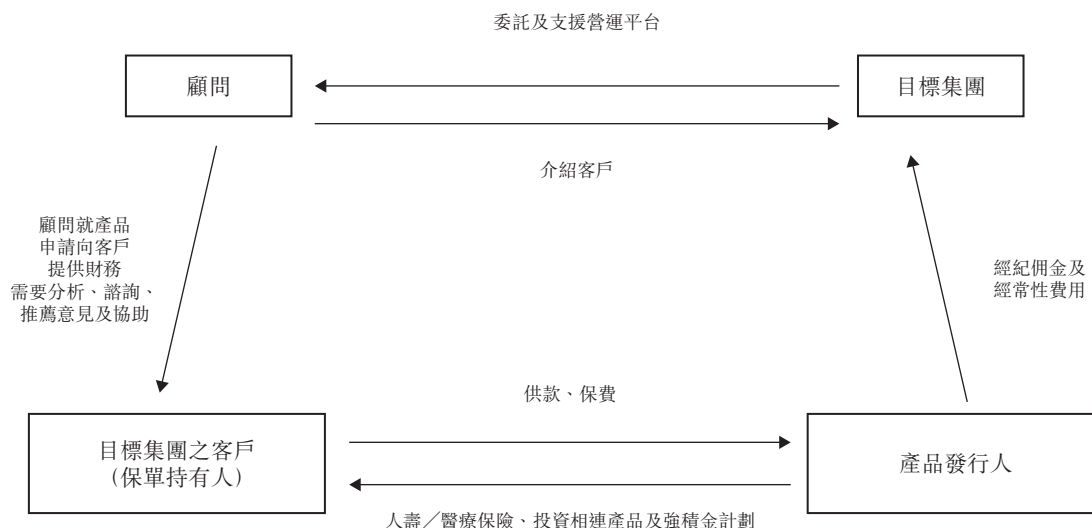 委託及支援營運平台
顧問
目標集團
介紹客戶
顧問就產品
申請向客戶
提供財務
需要分析、諮詢、
推薦意見及協助
經紀佣金及
經常性費用
供款、保費
目標集團之客戶
(保單持有人)
產品發行人
人壽／醫療保險、投資相連產品及強積金計劃